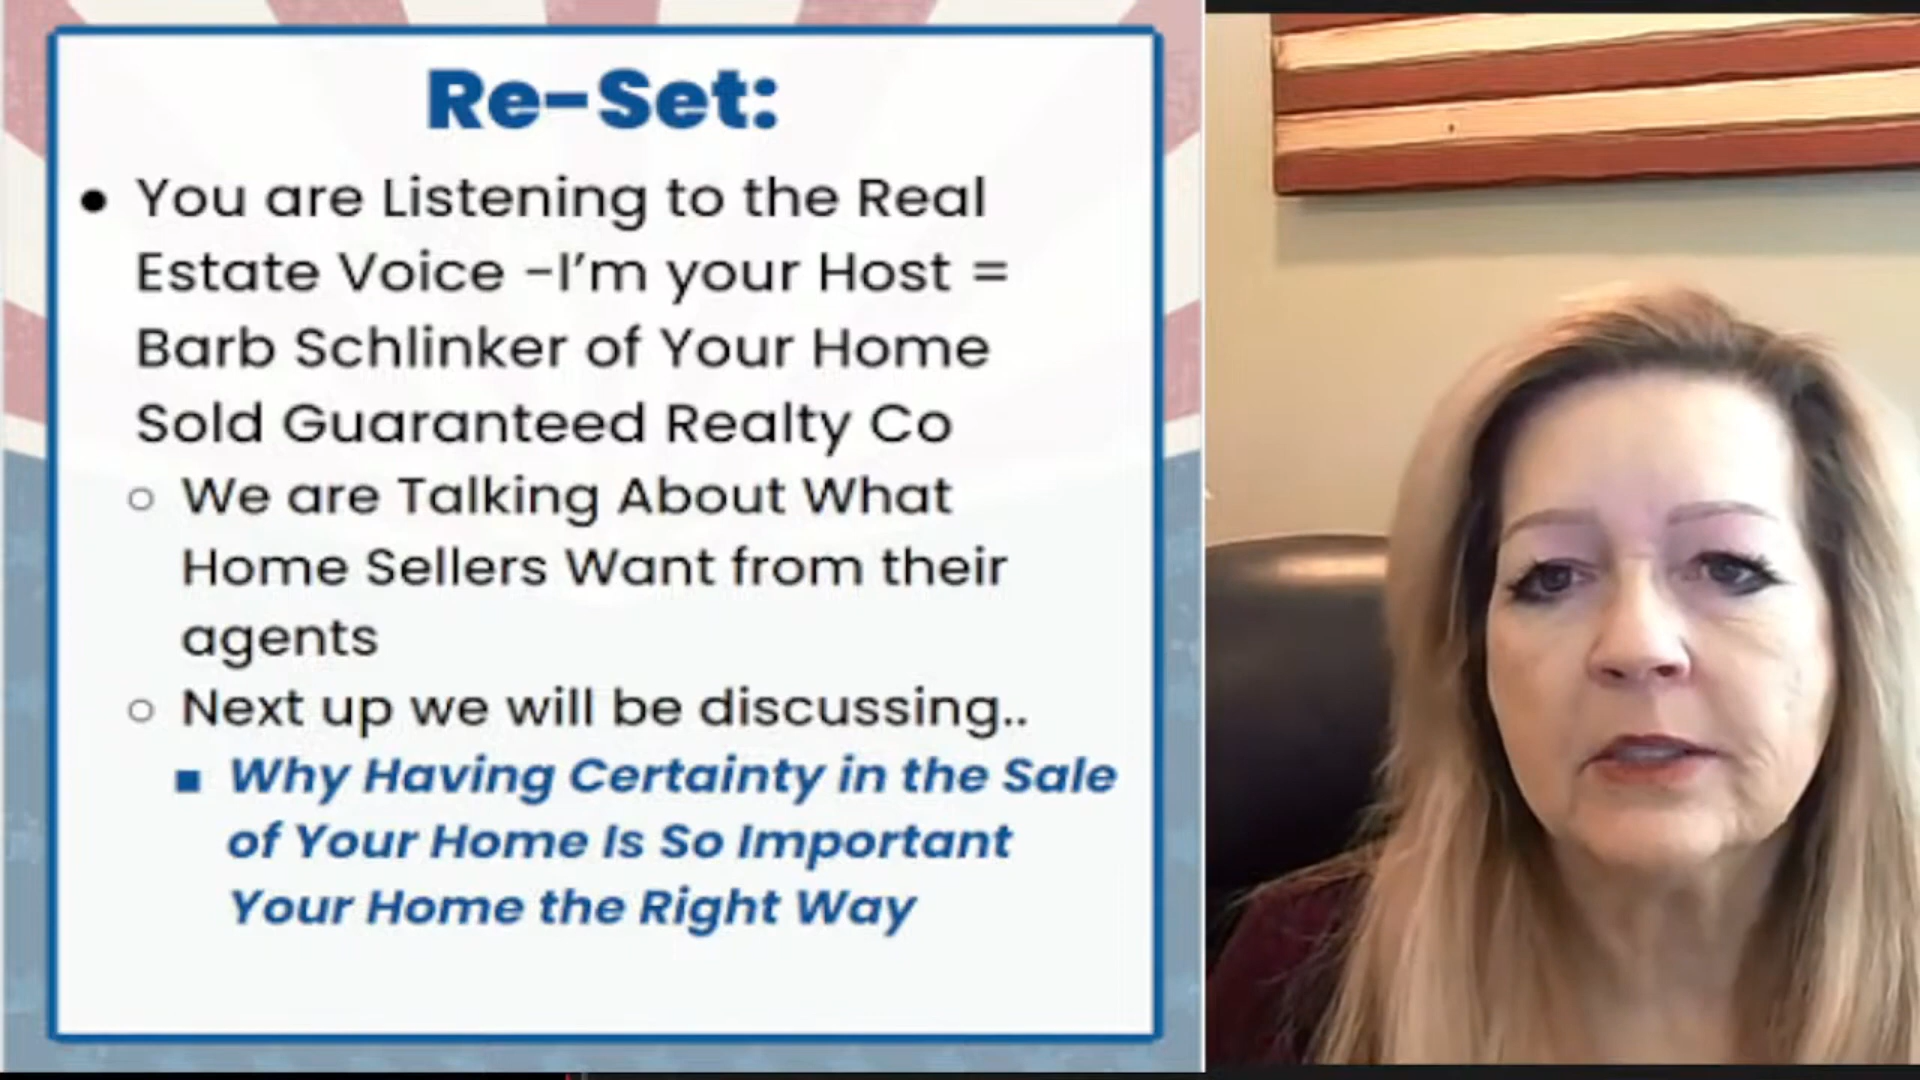 Re-Set:
● You are Listening to the Real
Estate Voice -I'm your Host =
Barb Schlinker of Your Home
Sold Guaranteed Realty Co
○ We are Talking About What
Home Sellers Want from their
agents
○ Next up we will be discussing..
■ Why Having Certainty in the Sale
of Your Home Is So Important
Your Home the Right Way